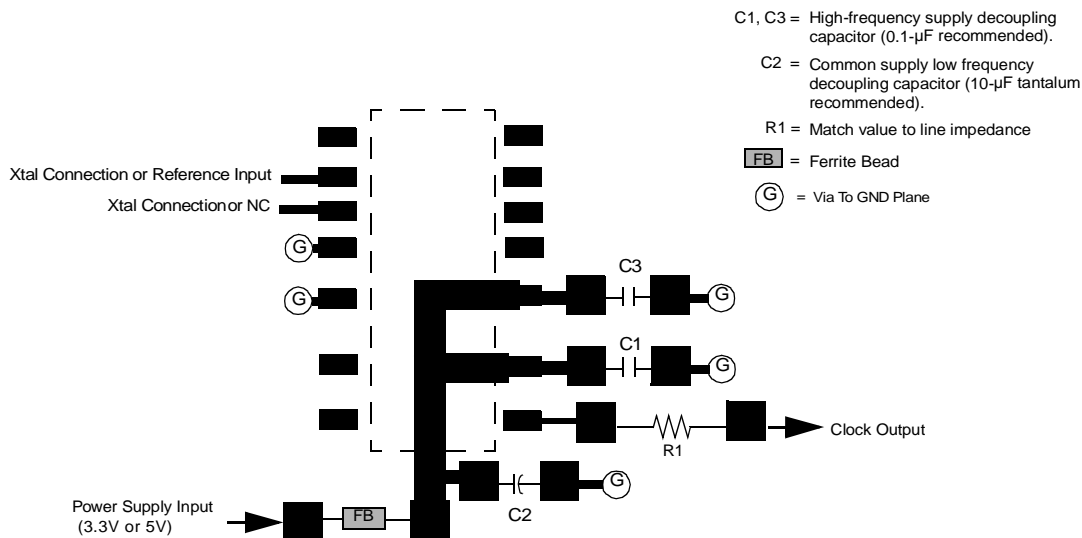 C1, C3 = High-frequency supply decoupling
capacitor (0.1-µF recommended).
C2 = Common supply low frequency
decoupling capacitor (10-µF tantalum
recommended).
R1 = Match value to line impedance
FB = Ferrite Bead
G = Via To GND Plane
Xtal Connection or Reference Input
Xtal Connection or NC
G
G
C3
G
C1
G
Clock Output
R1
G
C2
Power Supply Input
(3.3V or 5V)
FB